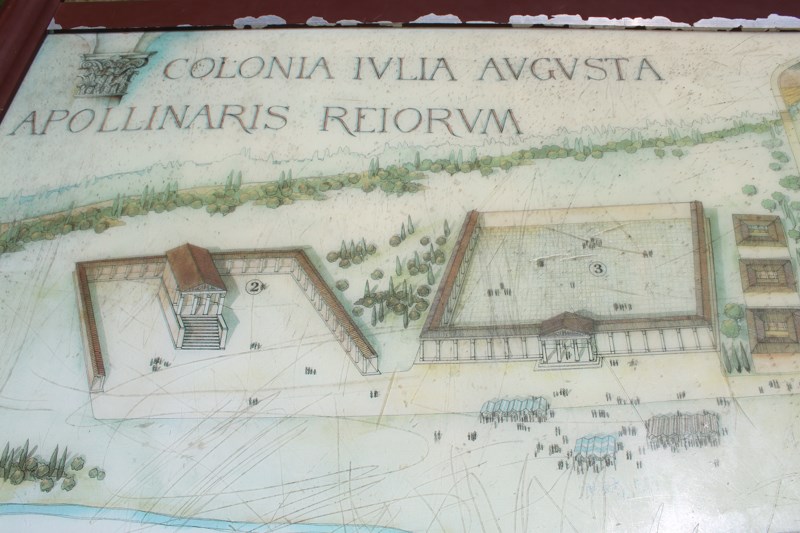 COLONIA IVLIA AVGVSTA
APOLLINARIS REIORVM
2
3